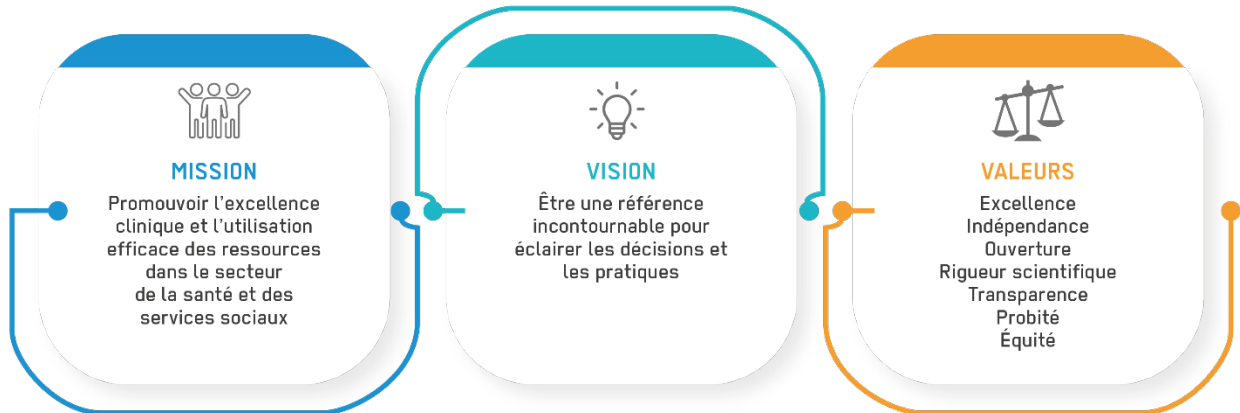 MISSION
Promouvoir l'excellence
clinique et l'utilisation
efficace des ressources
dans le secteur
de la santé et des
services sociaux
VISION
Être une référence
incontournable pour
éclairer les décisions et
les pratiques
VALEURS
Excellence
Indépendance
Ouverture
Rigueur scientifique
Transparence
Probité
Équité